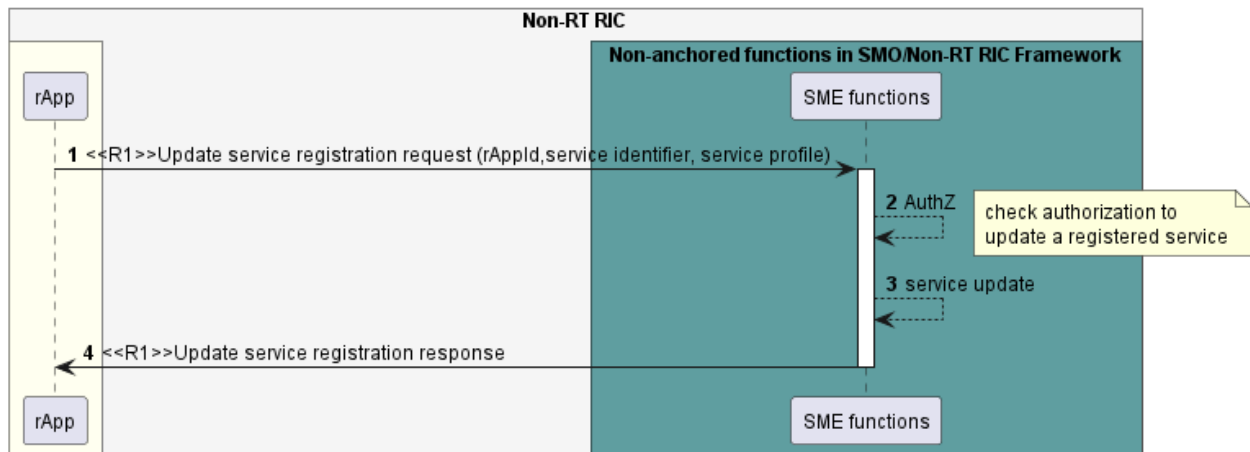 Non-RT RIC
Non-anchored functions in SMO/Non-RT RIC Framework
rApp
SME functions
1 <<R1>>Update service registration request (rAppId,service identifier, service profile)
2 AuthZ
check authorization to
update a registered service
3 service update
4 <<R1>>Update service registration response
rApp
SME functions